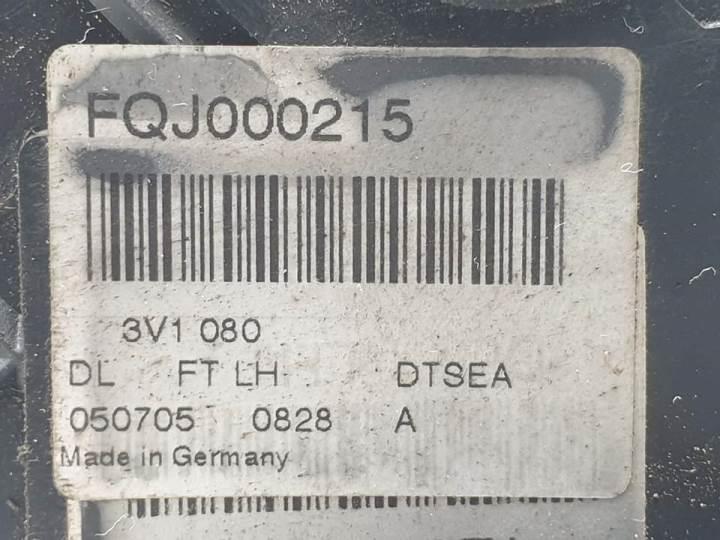 FQJ000215
3V1 080
DL FT LH DTSEA
050705 0828 A
Made in Germany